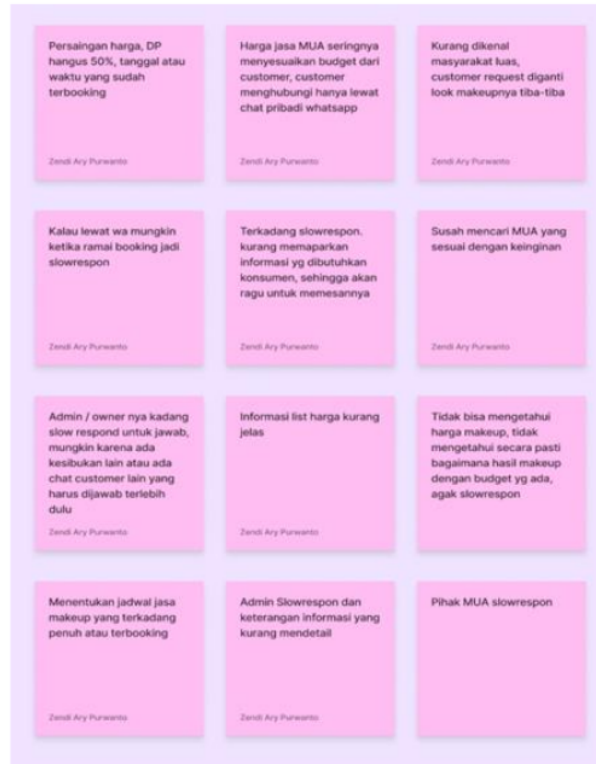 Persaingan harga, DP
hangus 50%, tanggal atau
waktu yang sudah
terbooking
Zendi Ary Purwanto
Harga jasa MUA seringnya
menyesuaikan budget dari
customer, customer
menghubungi hanya lewat
chat pribadi whatsapp
Zendi Ary Purwanto
Kurang dikenal
masyarakat luas,
customer request diganti
look makeupnya tiba-tiba
Zendi Ary Purwanto
Kalau lewat wa mungkin
ketika ramai booking jadi
slowrespon
Zendi Ary Purwanto
Terkadang slowrespon.
kurang memaparkan
informasi yg dibutuhkan
konsumen, sehingga akan
ragu untuk memesannya
Zendi Ary Purwanto
Susah mencari MUA yang
sesuai dengan keinginan
Zendi Ary Purwanto
Admin / owner nya kadang
slow respond untuk jawab,
mungkin karena ada
kesibukan lain atau ada
chat customer lain yang
harus dijawab terlebih
dulu
Zendi Ary Purwanto
Informasi list harga kurang
jelas
Zendi Ary Purwanto
Tidak bisa mengetahui
harga makeup, tidak
mengetahui secara pasti
bagaimana hasil makeup
dengan budget yg ada,
agak slowrespon
Menentukan jadwal jasa
makeup yang terkadang
penuh atau terbooking
Zendi Ary Purwanto
Admin Slowrespon dan
keterangan informasi yang
kurang mendetail
Zendi Ary Purwanto
Pihak MUA slowrespon